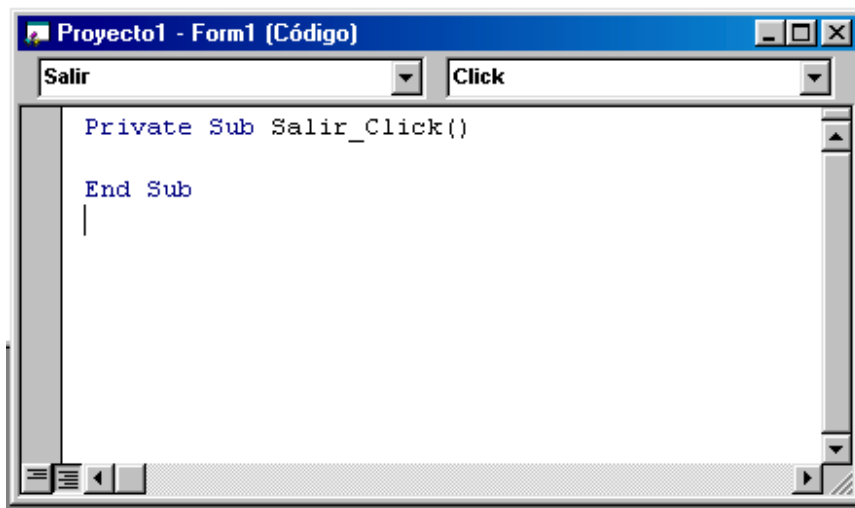 Proyecto1 - Form1 (Código)
Salir Click
Private Sub Salir_Click()
End Sub